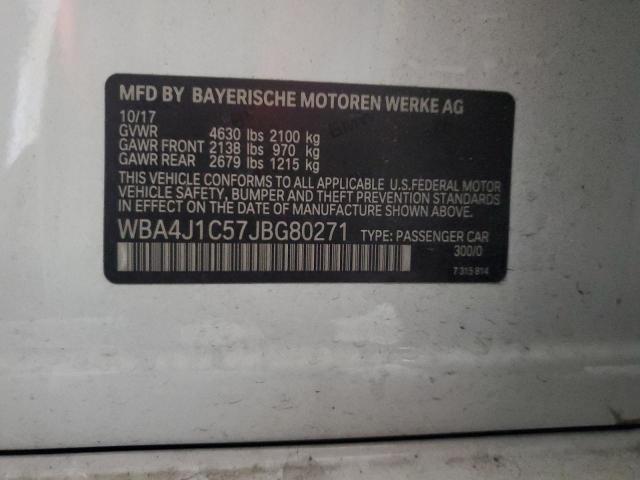 MFD BY BAYERISCHE MOTOREN WERKE AG
10/17
GVWR 4630 lbs 2100 kg
GAWR FRONT 2138 lbs 970 kg
GAWR REAR 2679 lbs 1215 kg
THIS VEHICLE CONFORMS TO ALL APPLICABLE U.S.FEDERAL MOTOR
VEHICLE SAFETY, BUMPER AND THEFT PREVENTION STANDARDS
IN EFFECT ON THE DATE OF MANUFACTURE SHOWN ABOVE.
WBA4J1C57JBG80271 TYPE: PASSENGER CAR
300/0
7 315 814